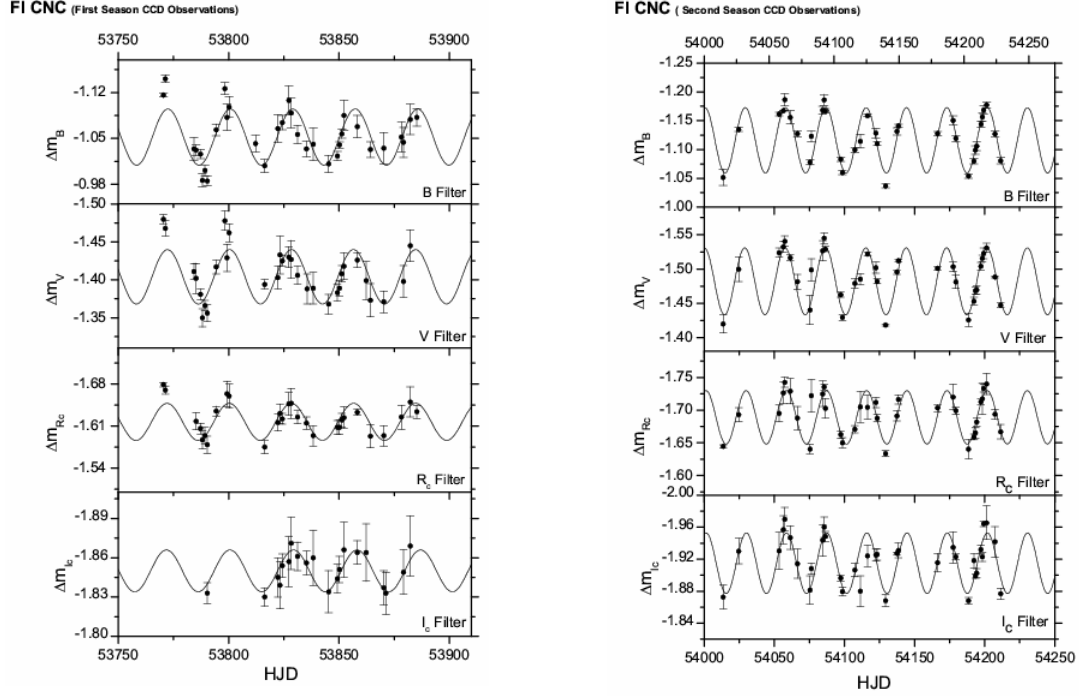 FI CNC (First Season CCD Observations)
53750 53800 53850 53900
-1.12
-1.05
-0.98
ΔmB
B Filter
-1.50
-1.45
-1.40
-1.35
ΔmV
V Filter
-1.68
-1.61
-1.54
ΔmRc
Rc Filter
-1.89
-1.86
-1.83
-1.80
ΔmIc
Ic Filter
53750 53800 53850 53900
HJD
FI CNC ( Second Season CCD Observations)
54000 54050 54100 54150 54200 54250
-1.25
-1.20
-1.15
-1.10
-1.05
-1.00
ΔmB
B Filter
-1.55
-1.50
-1.45
-1.40
ΔmV
V Filter
-1.75
-1.70
-1.65
-1.60
ΔmRc
RC Filter
-2.00
-1.96
-1.92
-1.88
-1.84
ΔmIc
IC Filter
54000 54050 54100 54150 54200 54250
HJD